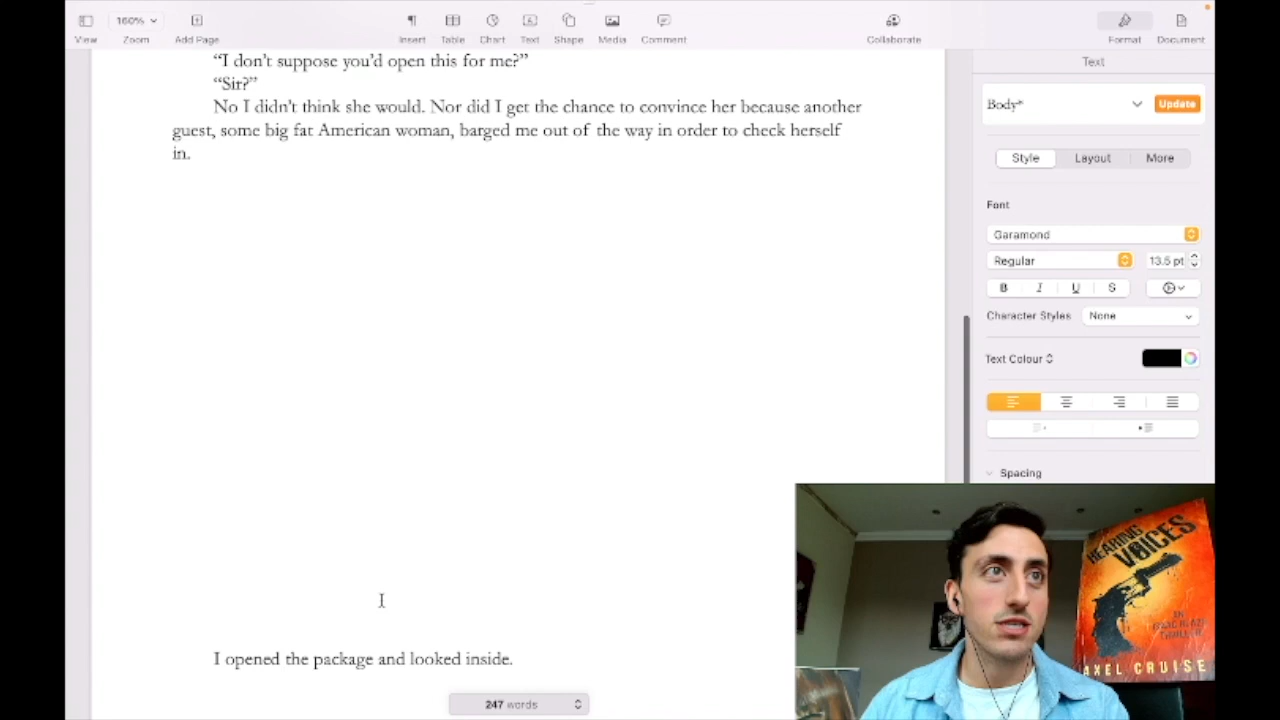 160%
View
Zoom
Add Page
Insert
Table
Chart
Text
Shape
Media
Comment
Collaborate
Format
Document
“I don’t suppose you’d open this for me?”
“Sir?”
No I didn’t think she would. Nor did I get the chance to convince her because another
guest, some big fat American woman, barged me out of the way in order to check herself
in.
I opened the package and looked inside.
247 words
Text
Body*
Update
Style
Layout
More
Font
Garamond
Regular
13.5 pt
B I U S
Character Styles
None
Text Colour
Spacing
HEARING
VOICES
AN
THRILLER
AXEL CRUISE